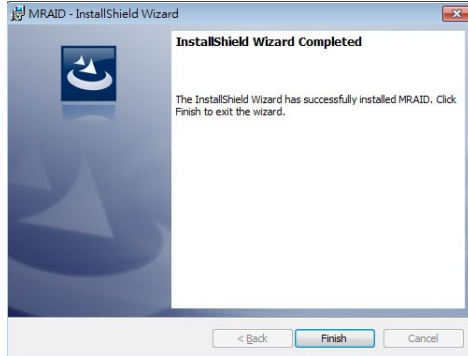 MRAID - InstallShield Wizard
InstallShield Wizard Completed
The InstallShield Wizard has successfully installed MRAID. Click
Finish to exit the wizard.
< Back
Finish
Cancel